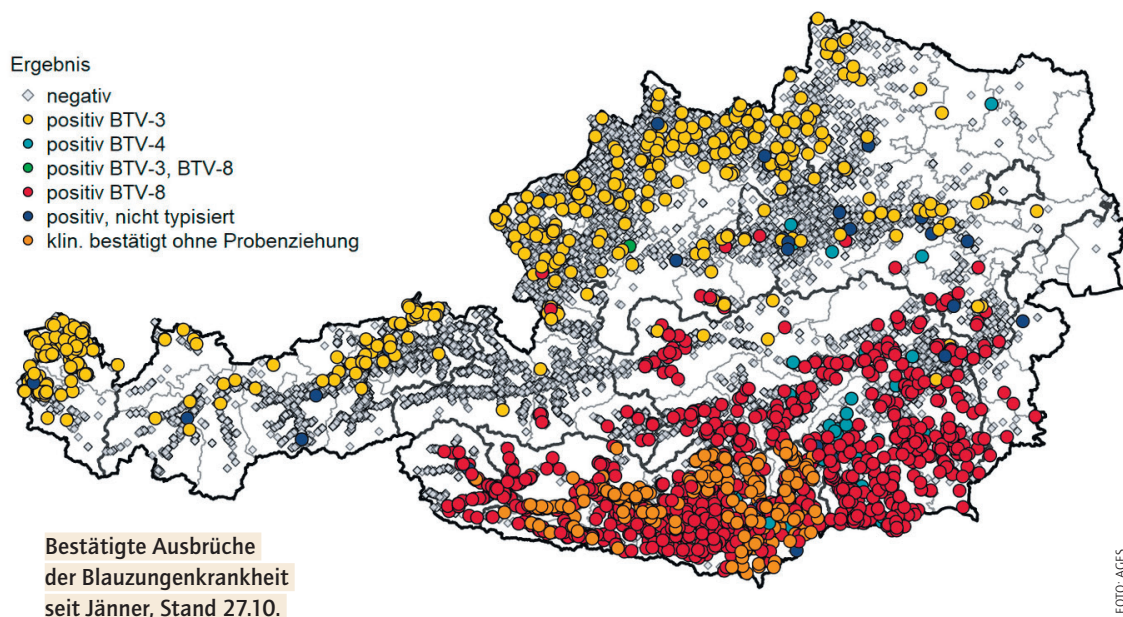 Ergebnis
negativ
positiv BTV-3
positiv BTV-4
positiv BTV-3, BTV-8
positiv BTV-8
positiv, nicht typisiert
klin. bestätigt ohne Probenziehung
Bestätigte Ausbrüche
der Blauzungenkrankheit
seit Jänner, Stand 27.10.
FOTO: AGES